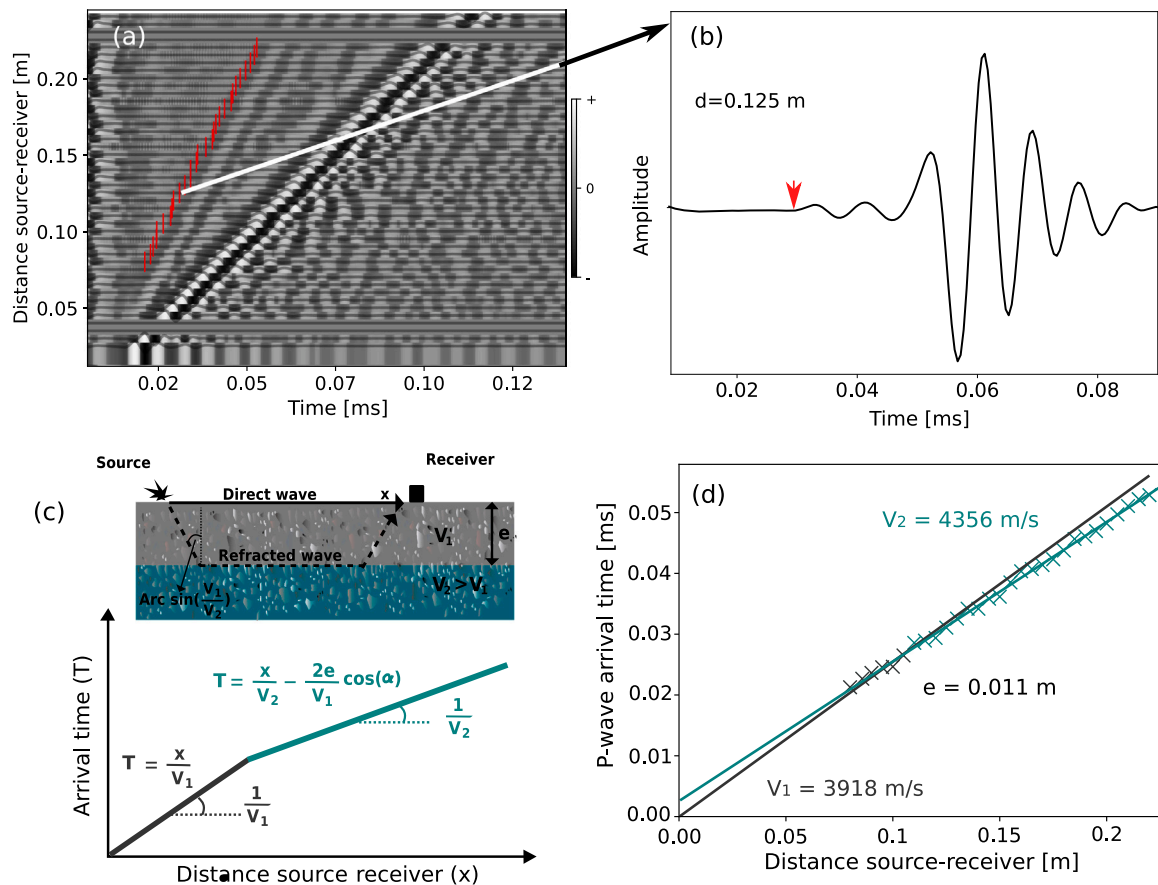 (a)
Distance source-receiver [m]
0.20
0.15
0.10
0.05
0.02
0.05
0.07
0.10
0.12
Time [ms]
+
0
-
(b)
d=0.125 m
Amplitude
0.02
0.04
0.06
0.08
Time [ms]
(c)
Source
Receiver
Direct wave
x
V₁
e
Refracted wave
V₂>V₁
Arc sin(V₁/V₂)
Arrival time (T)
T = x/V₂ − 2e/V₁ cos(α)
1/V₂
T = x/V₁
1/V₁
Distance source receiver (x)
(d)
P-wave arrival time [ms]
0.05
0.04
0.03
0.02
0.01
0.00
V₂ = 4356 m/s
e = 0.011 m
V₁ = 3918 m/s
0.00
0.05
0.1
0.15
0.2
Distance source-receiver [m]